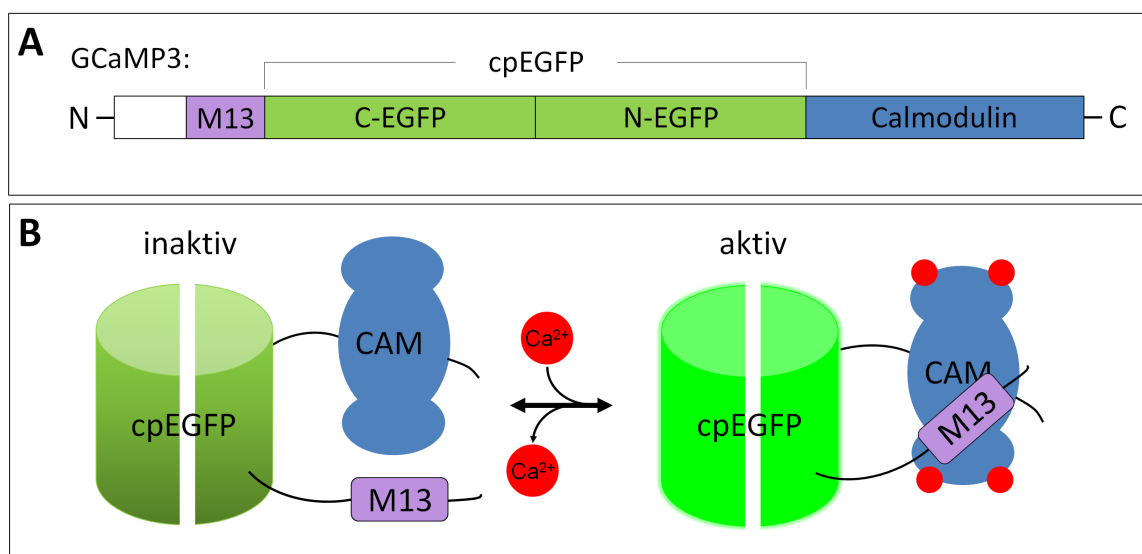 A
GCaMP3:
cpEGFP
N
M13
C-EGFP
N-EGFP
Calmodulin
C
B
inaktiv
aktiv
CAM
cpEGFP
M13
Ca²⁺
Ca²⁺
cpEGFP
CAM
M13